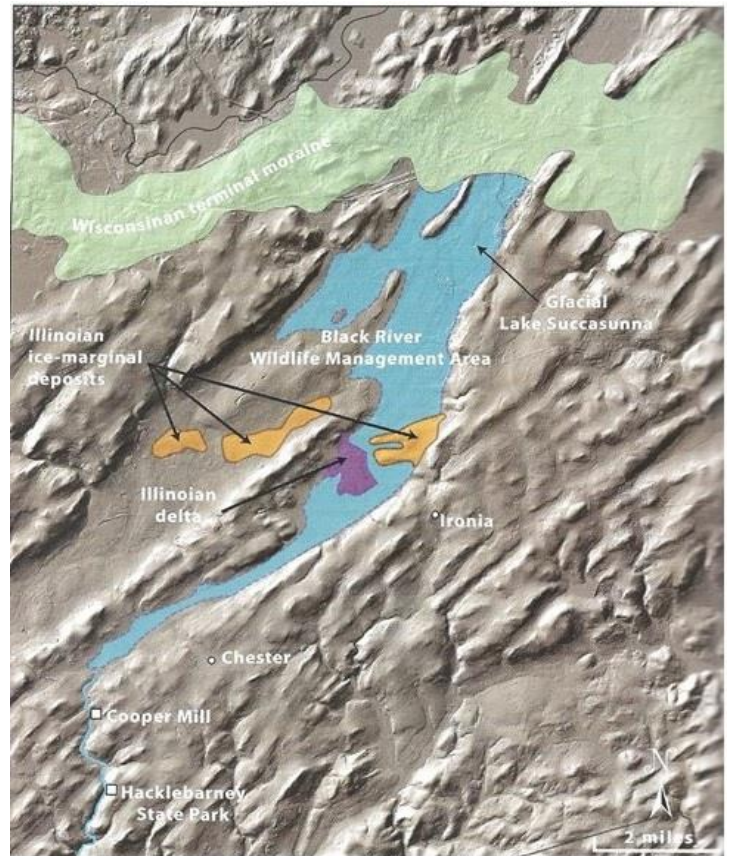 Wisconsinan terminal moraine
Glacial
Lake Succasunna
Illinoian
ice-marginal
deposits
Black River
Wildlife Management Area
Illinoian
delta
Ironia
Chester
Cooper Mill
Hacklebarney
State Park
N
2 miles